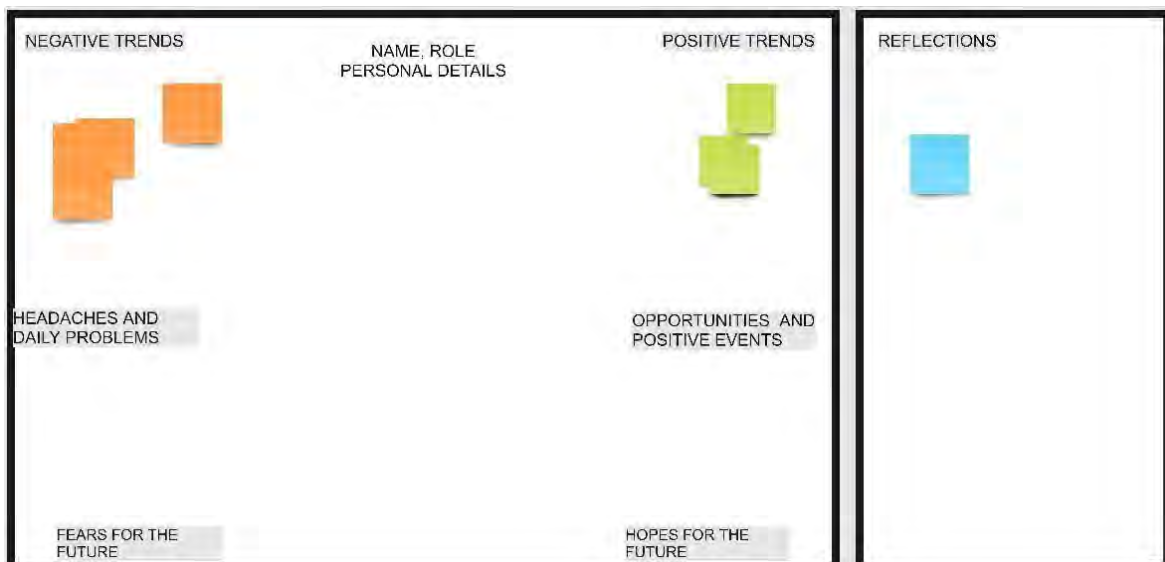 NEGATIVE TRENDS
NAME, ROLE
PERSONAL DETAILS
POSITIVE TRENDS
REFLECTIONS
HEADACHES AND
DAILY PROBLEMS
OPPORTUNITIES AND
POSITIVE EVENTS
FEARS FOR THE
FUTURE
HOPES FOR THE
FUTURE